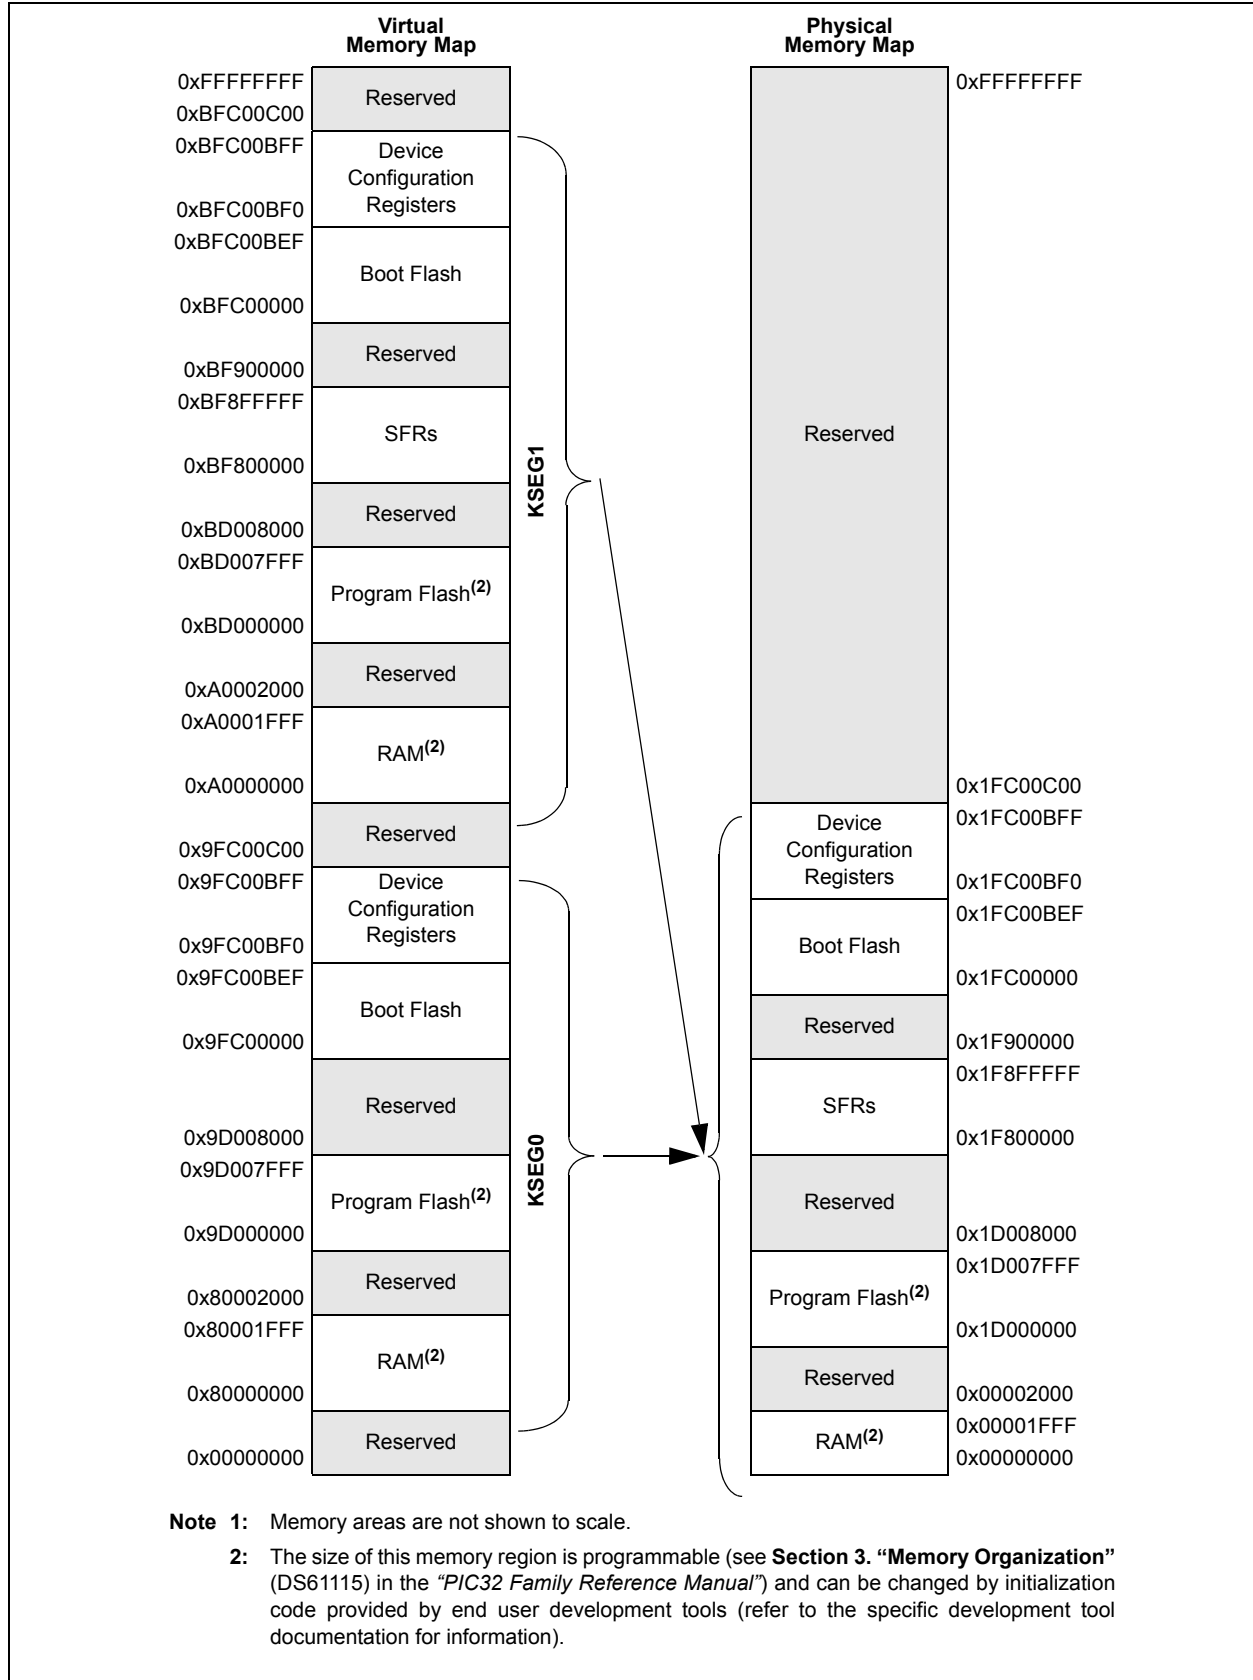 Virtual
Memory Map
0xFFFFFFFF
Reserved
0xBFC00C00
0xBFC00BFF
Device
Configuration
Registers
0xBFC00BF0
0xBFC00BEF
Boot Flash
0xBFC00000
Reserved
0xBF900000
0xBF8FFFFF
SFRs
0xBF800000
Reserved
0xBD008000
0xBD007FFF
Program Flash(2)
0xBD000000
Reserved
0xA0002000
0xA0001FFF
RAM(2)
0xA0000000
Reserved
0x9FC00C00
0x9FC00BFF
Device
Configuration
Registers
0x9FC00BF0
0x9FC00BEF
Boot Flash
0x9FC00000
Reserved
0x9D008000
0x9D007FFF
Program Flash(2)
0x9D000000
Reserved
0x80002000
0x80001FFF
RAM(2)
0x80000000
Reserved
0x00000000
KSEG1
KSEG0
Physical
Memory Map
0xFFFFFFFF
Reserved
0x1FC00C00
0x1FC00BFF
Device
Configuration
Registers
0x1FC00BF0
0x1FC00BEF
Boot Flash
0x1FC00000
Reserved
0x1F900000
0x1F8FFFFF
SFRs
0x1F800000
Reserved
0x1D008000
0x1D007FFF
Program Flash(2)
0x1D000000
Reserved
0x00002000
0x00001FFF
RAM(2)
0x00000000
Note 1: Memory areas are not shown to scale.
2: The size of this memory region is programmable (see Section 3. “Memory Organization”
(DS61115) in the “PIC32 Family Reference Manual”) and can be changed by initialization
code provided by end user development tools (refer to the specific development tool
documentation for information).